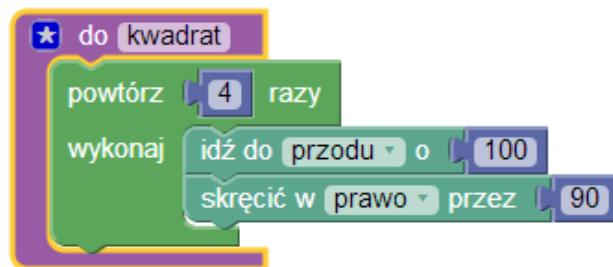 do kwadrat
powtórz 4 razy
wykonaj idź do przodu o 100
skręcić w prawo przez 90